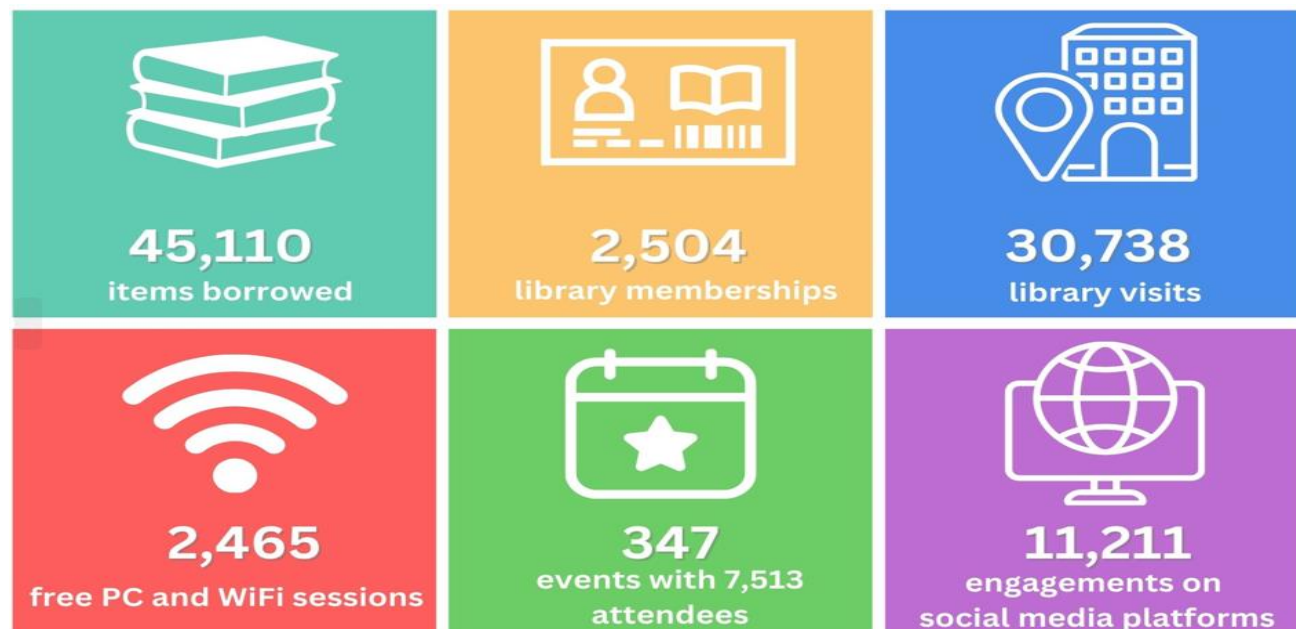 45,110
items borrowed
2,504
library memberships
30,738
library visits
2,465
free PC and WiFi sessions
347
events with 7,513
attendees
11,211
engagements on
social media platforms